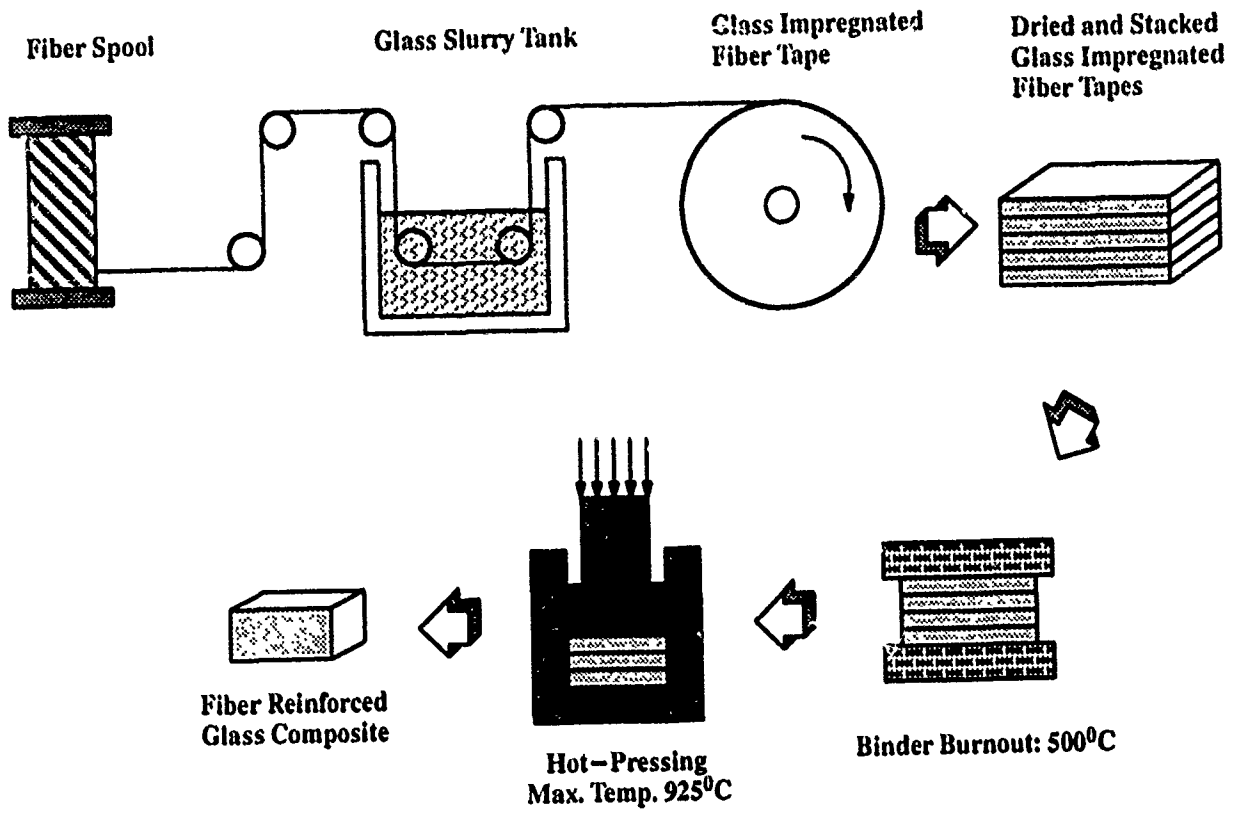 Fiber Spool
Glass Slurry Tank
Glass Impregnated
Fiber Tape
Dried and Stacked
Glass Impregnated
Fiber Tapes
Fiber Reinforced
Glass Composite
Hot-Pressing
Max. Temp. 925⁰C
Binder Burnout: 500⁰C